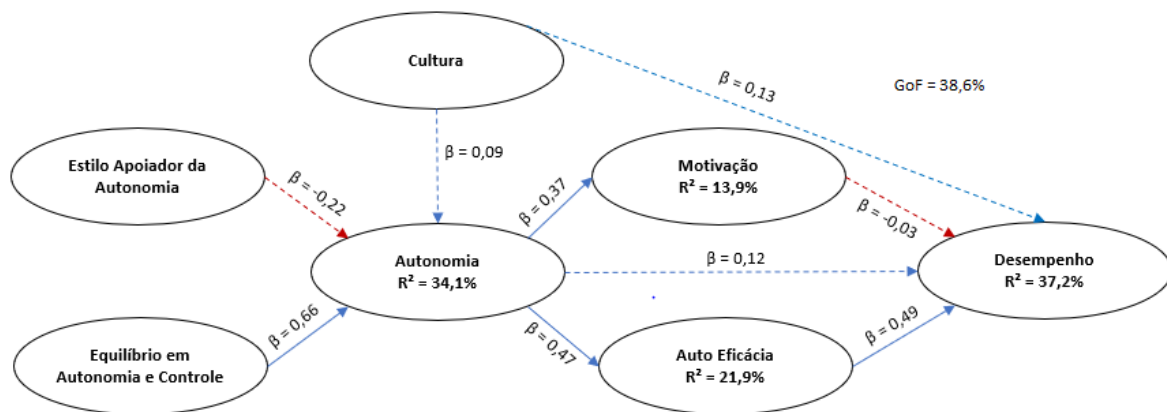 Cultura
β = 0,13
GoF = 38,6%
Estilo Apoiador da
Autonomia
β = 0,09
Motivação
R² = 13,9%
β = -0,22
β = 0,37
β = -0,03
Autonomia
R² = 34,1%
β = 0,12
Desempenho
R² = 37,2%
β = 0,66
β = 0,47
β = 0,49
Equilíbrio em
Autonomia e Controle
Auto Eficácia
R² = 21,9%